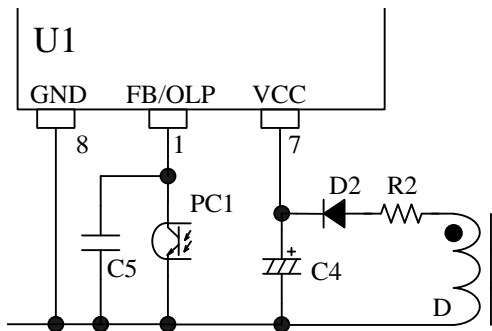 U1
GND FB/OLP VCC
8 1 7
D2 R2
PC1
C5 C4
+
D